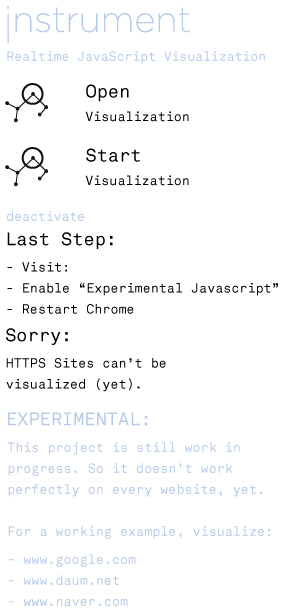 jnstrument
Realtime JavaScript Visualization
Open
Visualization
Start
Visualization
deactivate
Last Step:
- Visit:
- Enable “Experimental Javascript”
- Restart Chrome
Sorry:
HTTPS Sites can’t be
visualized (yet).
EXPERIMENTAL:
This project is still work in
progress. So it doesn't work
perfectly on every website, yet.
For a working example, visualize:
- www.google.com
- www.daum.net
- www.naver.com